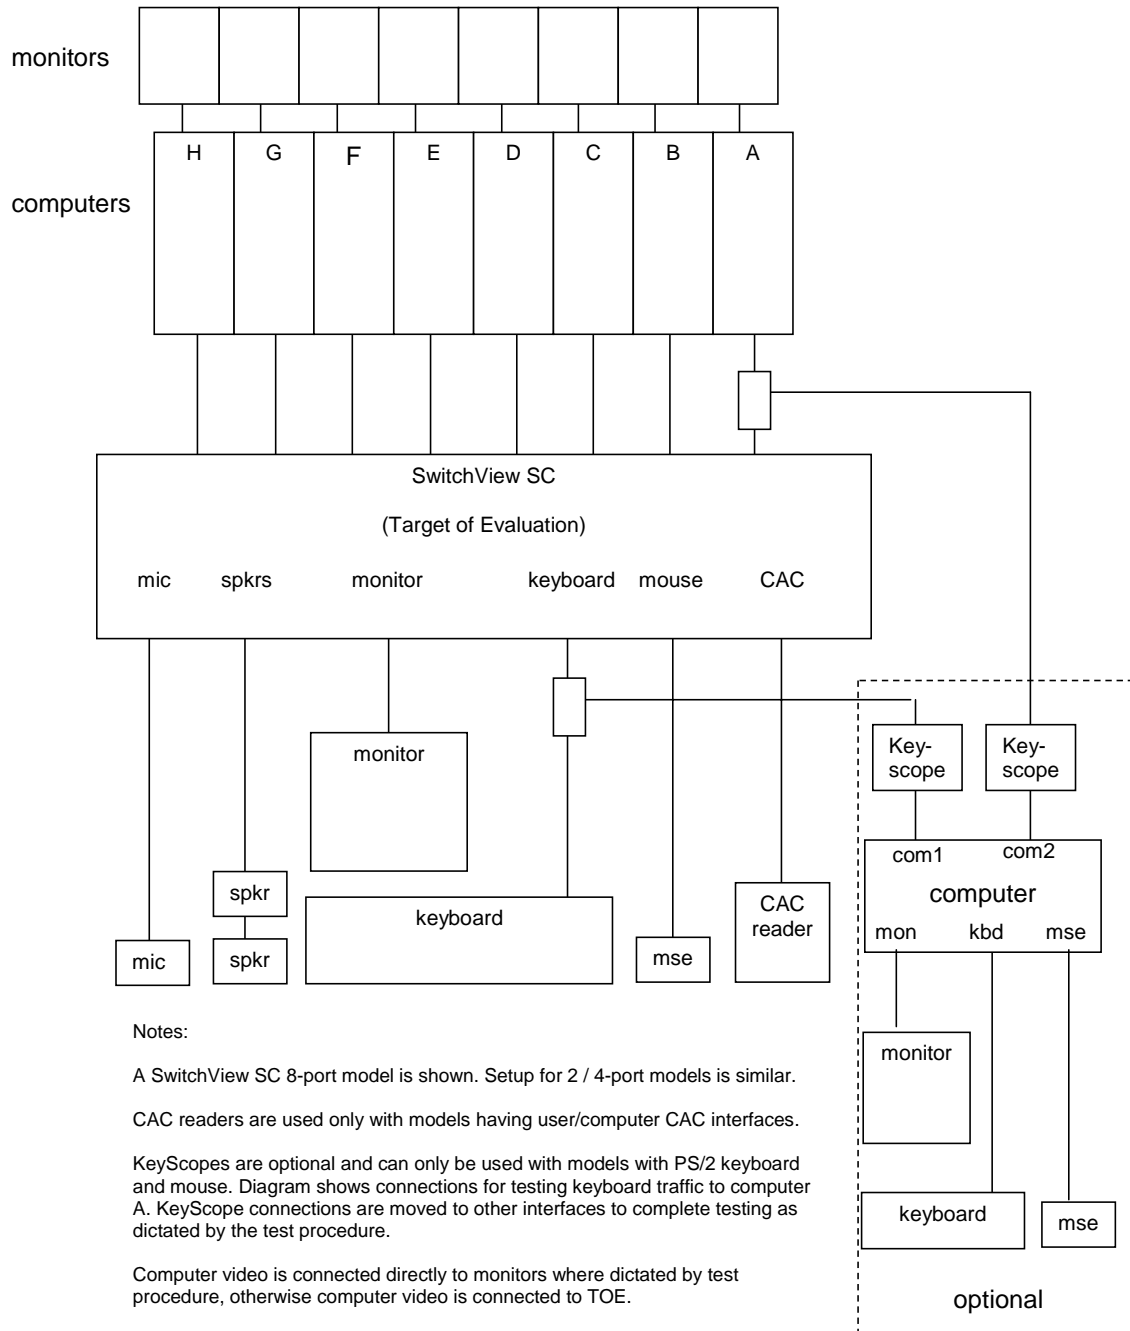 monitors
H G F E D C B A
computers
SwitchView SC
(Target of Evaluation)
mic spkrs monitor keyboard mouse CAC
monitor
Key-
scope
Key-
scope
com1 com2
computer
mon kbd mse
spkr
spkr
mic
keyboard
mse
CAC
reader
monitor
keyboard
mse
optional
Notes:
A SwitchView SC 8-port model is shown. Setup for 2 / 4-port models is similar.
CAC readers are used only with models having user/computer CAC interfaces.
KeyScopes are optional and can only be used with models with PS/2 keyboard
and mouse. Diagram shows connections for testing keyboard traffic to computer
A. KeyScope connections are moved to other interfaces to complete testing as
dictated by the test procedure.
Computer video is connected directly to monitors where dictated by test
procedure, otherwise computer video is connected to TOE.